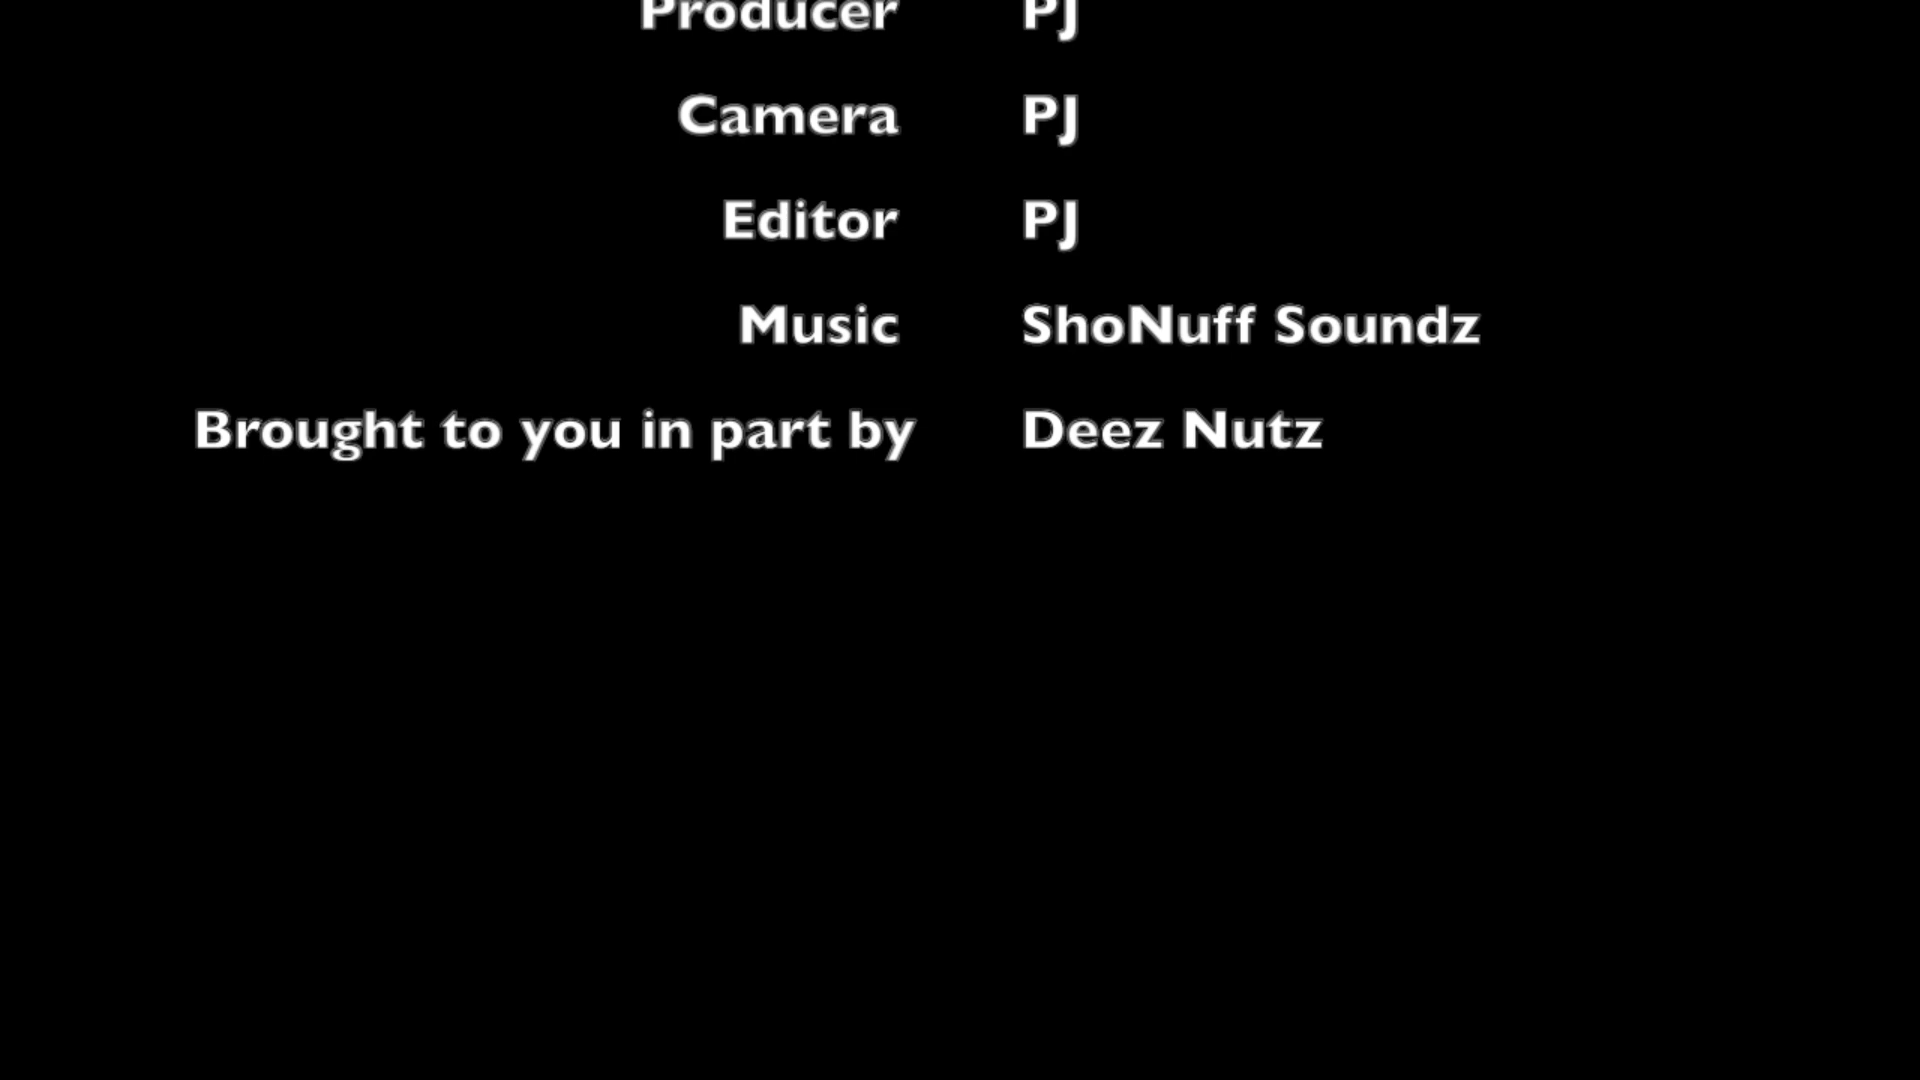 Producer PJ
Camera PJ
Editor PJ
Music ShoNuff Soundz
Brought to you in part by Deez Nutz